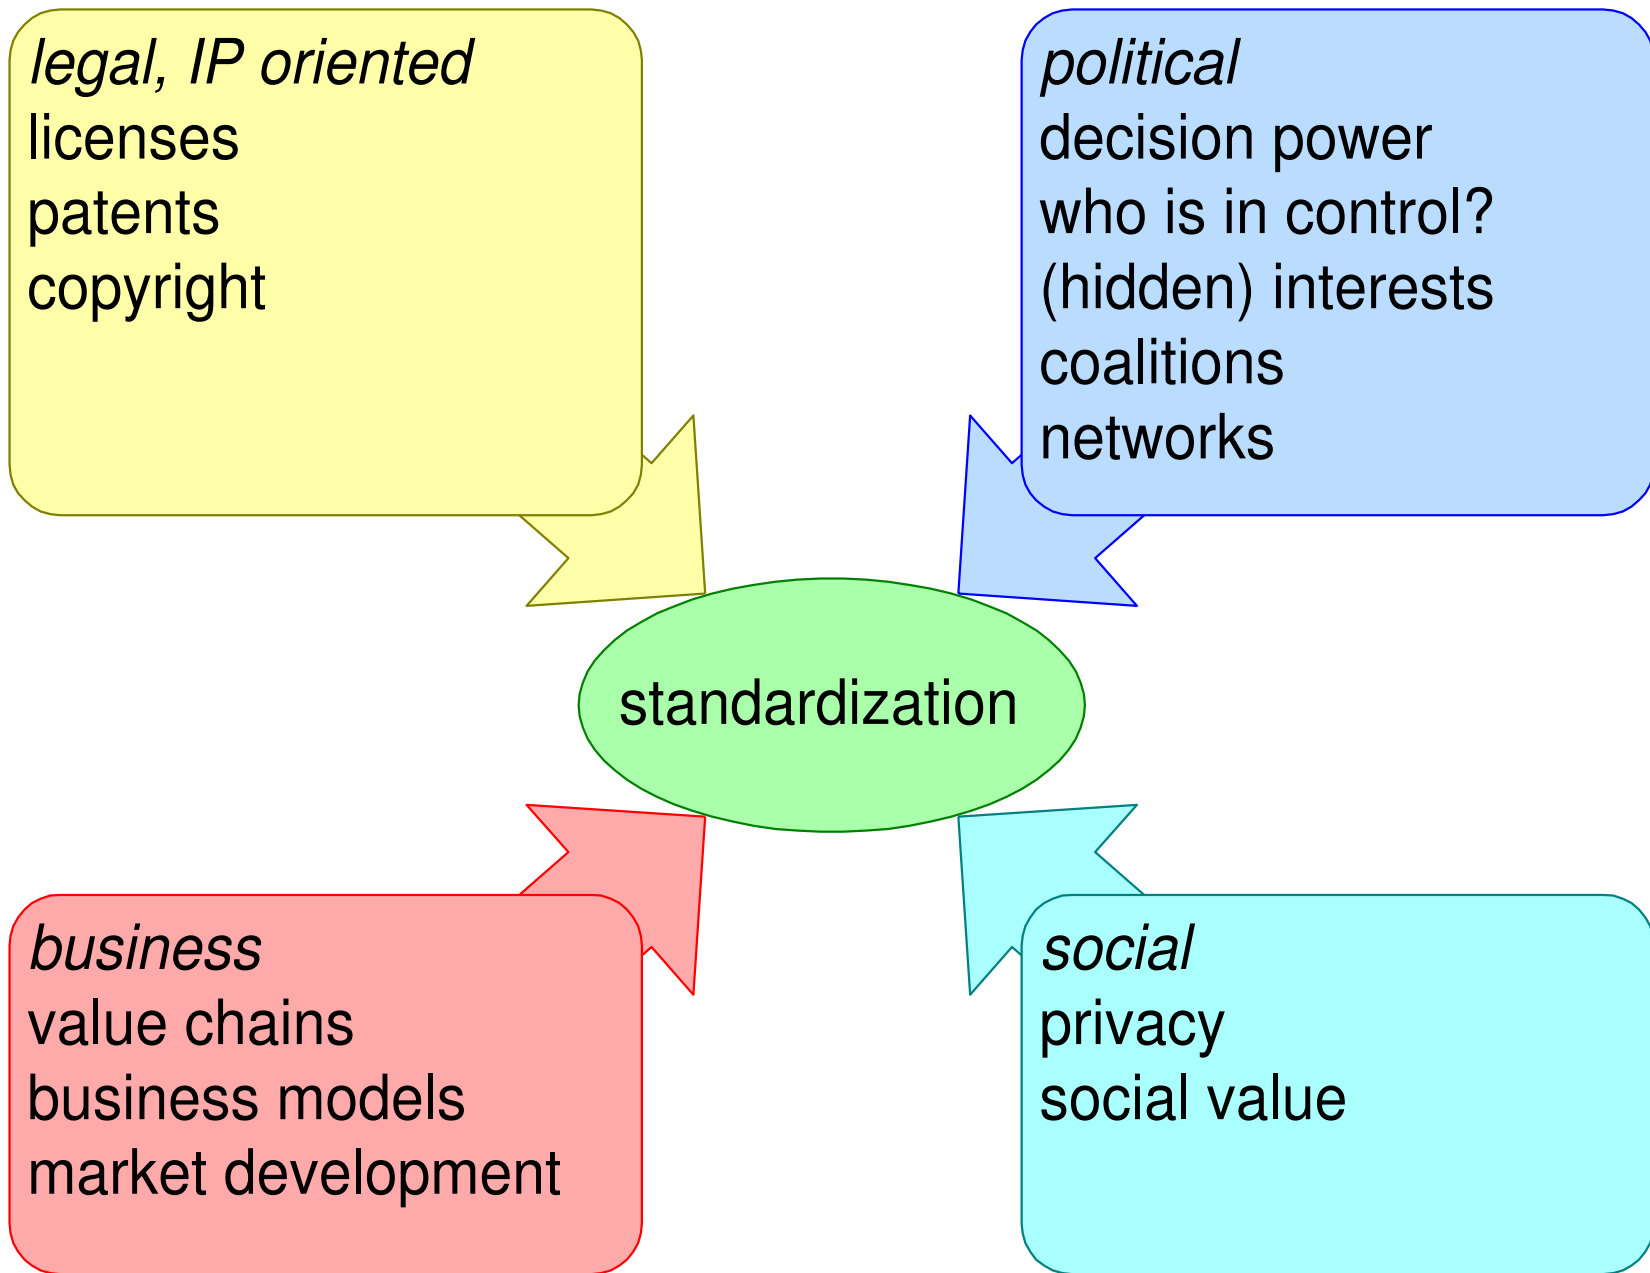 legal, IP oriented
licenses
patents
copyright
political
decision power
who is in control?
(hidden) interests
coalitions
networks
standardization
business
value chains
business models
market development
social
privacy
social value